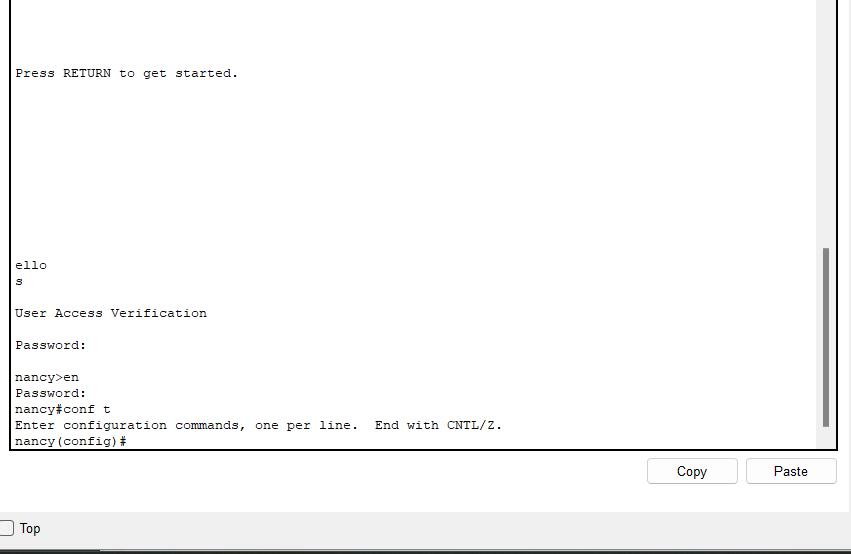 Press RETURN to get started.
ello
s
User Access Verification
Password:
nancy>en
Password:
nancy#conf t
Enter configuration commands, one per line.  End with CNTL/Z.
nancy(config)#
Copy
Paste
Top